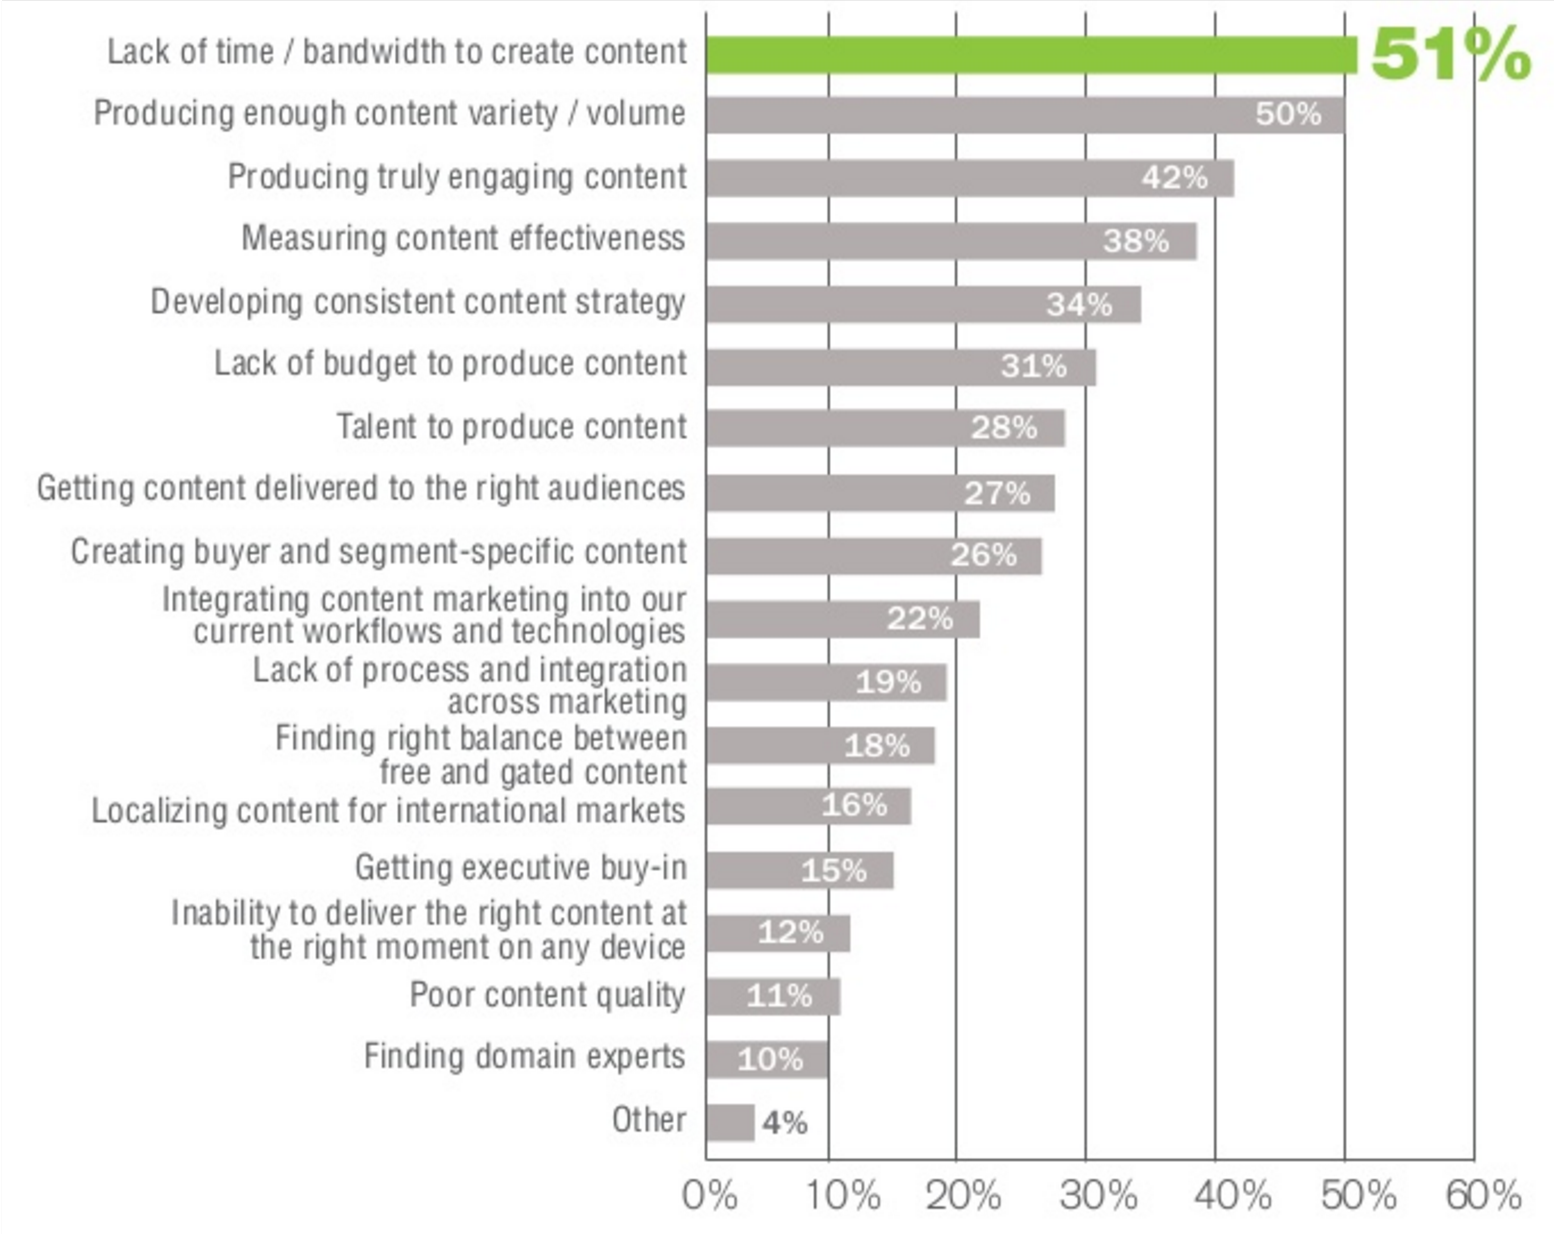 Lack of time / bandwidth to create content 51%
Producing enough content variety / volume 50%
Producing truly engaging content 42%
Measuring content effectiveness 38%
Developing consistent content strategy 34%
Lack of budget to produce content 31%
Talent to produce content 28%
Getting content delivered to the right audiences 27%
Creating buyer and segment-specific content 26%
Integrating content marketing into our
current workflows and technologies 22%
Lack of process and integration
across marketing 19%
Finding right balance between
free and gated content 18%
Localizing content for international markets 16%
Getting executive buy-in 15%
Inability to deliver the right content at
the right moment on any device 12%
Poor content quality 11%
Finding domain experts 10%
Other 4%
0% 10% 20% 30% 40% 50% 60%